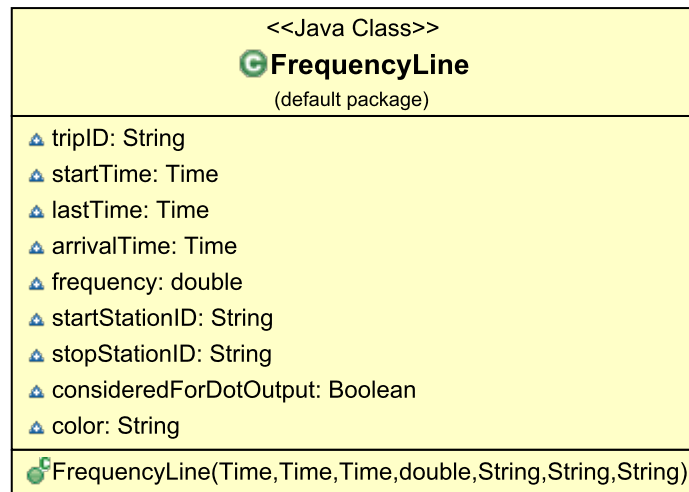 <<Java Class>>
C FrequencyLine
(default package)
tripID: String
startTime: Time
lastTime: Time
arrivalTime: Time
frequency: double
startStationID: String
stopStationID: String
consideredForDotOutput: Boolean
color: String
C FrequencyLine(Time,Time,Time,double,String,String,String)